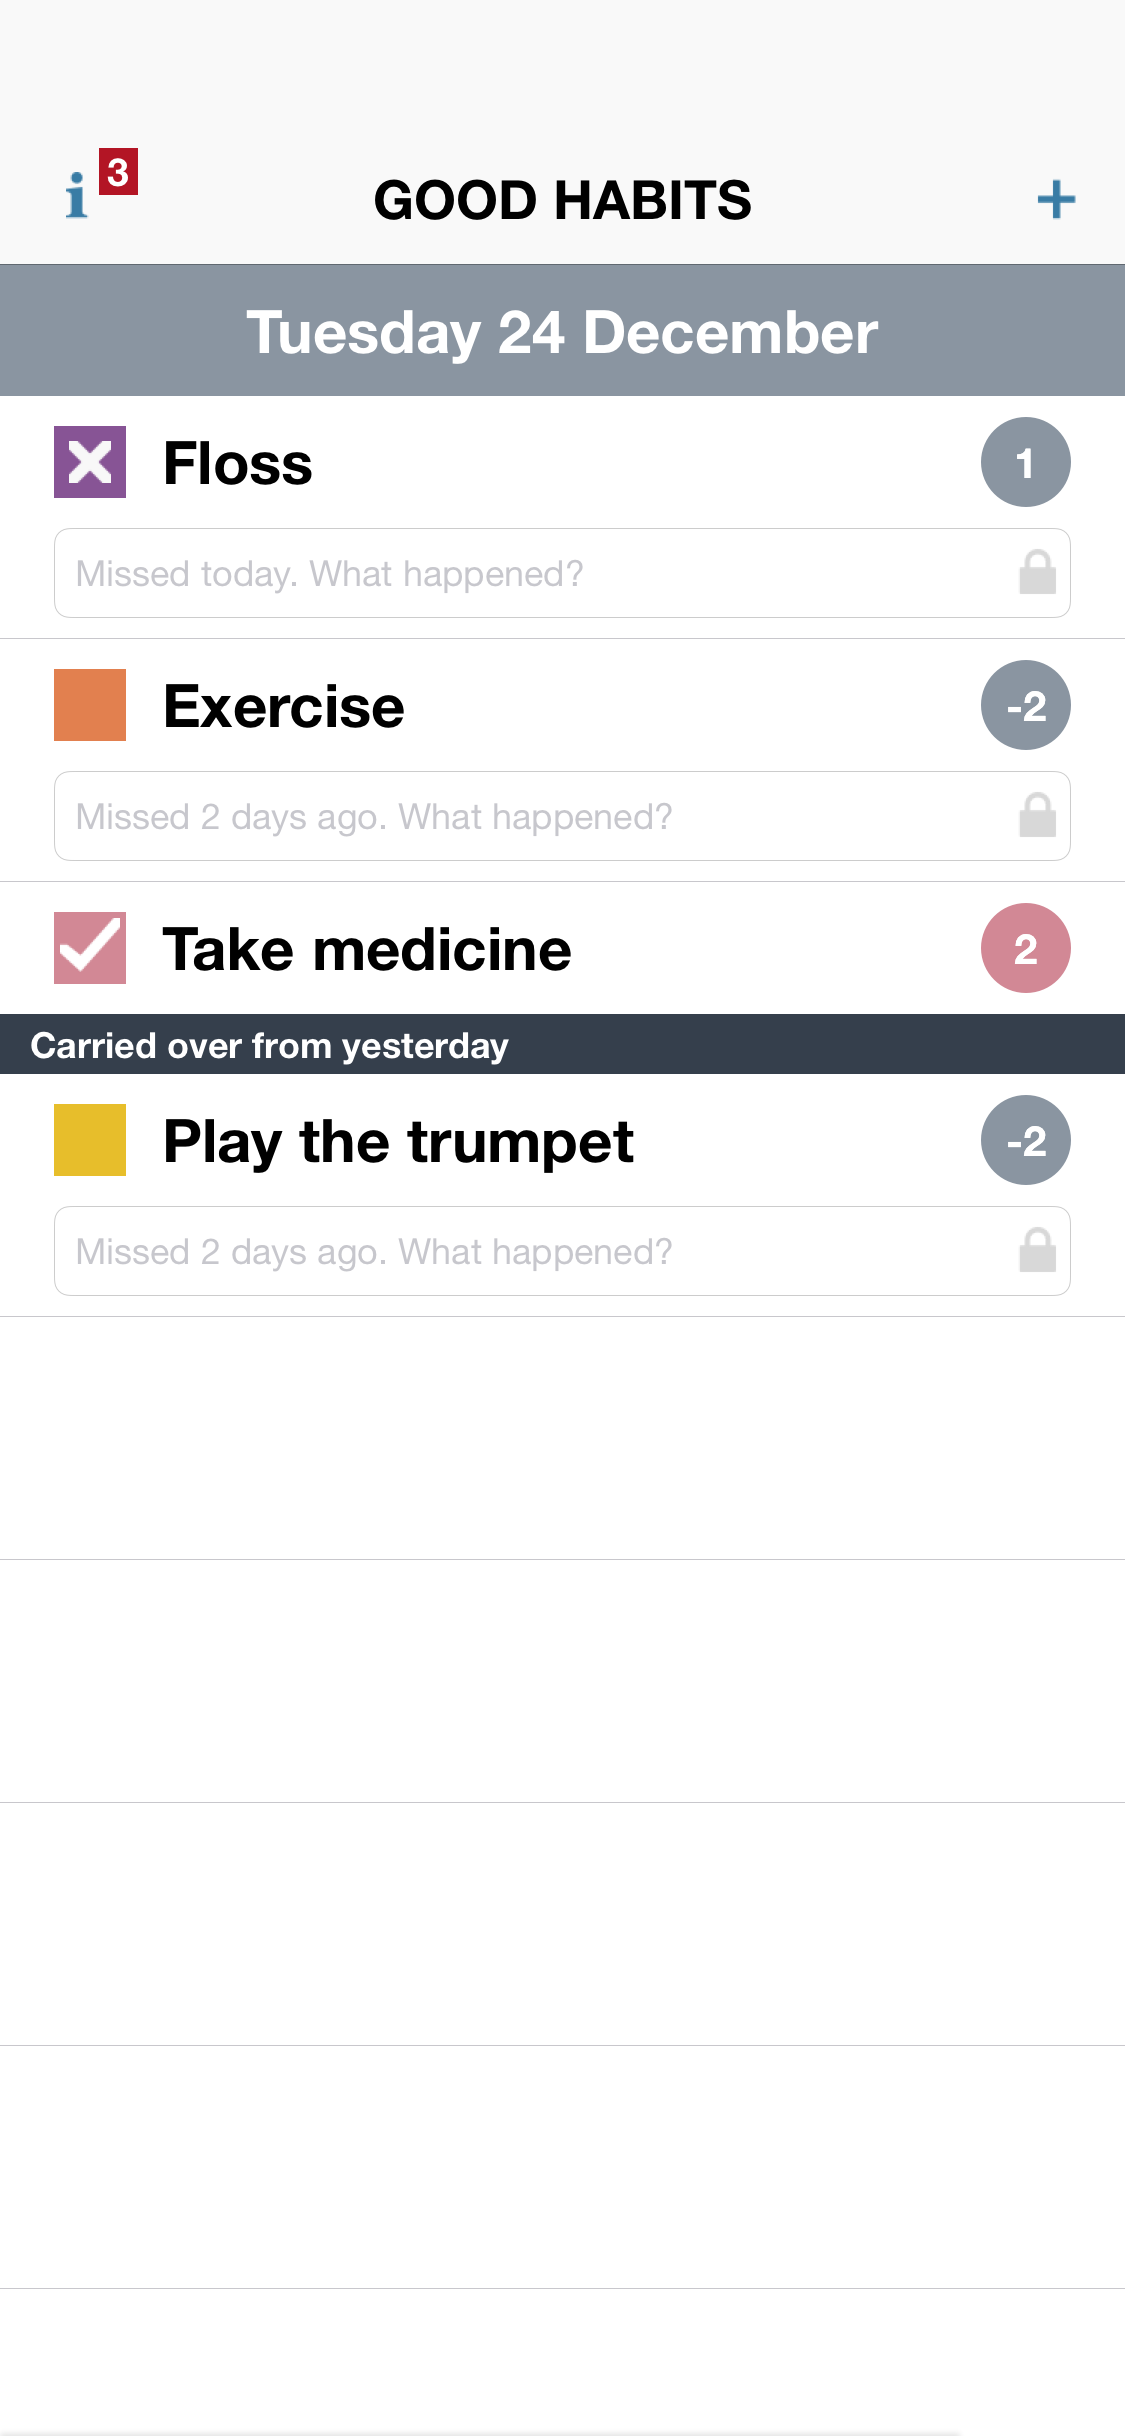 i 3
GOOD HABITS
+
Tuesday 24 December
Floss
1
Missed today. What happened?
Exercise
-2
Missed 2 days ago. What happened?
Take medicine
2
Carried over from yesterday
Play the trumpet
-2
Missed 2 days ago. What happened?